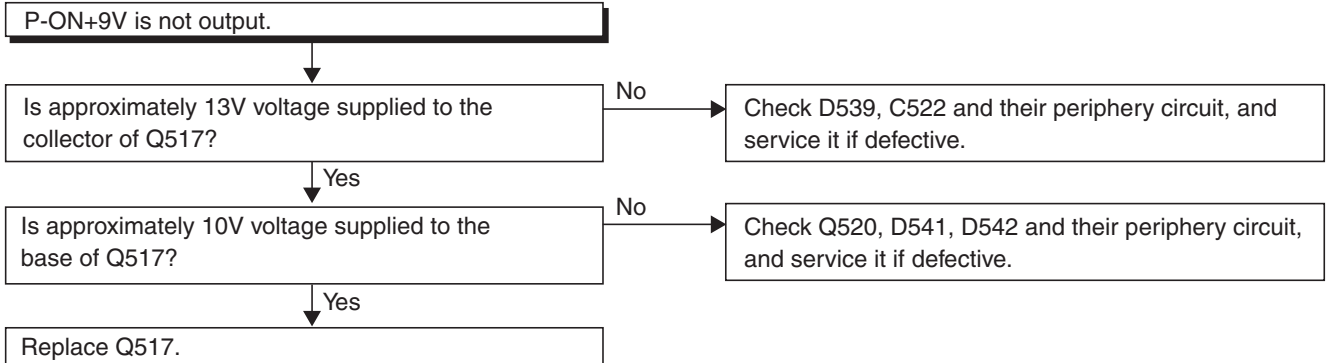 P-ON+9V is not output.
Is approximately 13V voltage supplied to the
collector of Q517?
No
Check D539, C522 and their periphery circuit, and
service it if defective.
Yes
Is approximately 10V voltage supplied to the
base of Q517?
No
Check Q520, D541, D542 and their periphery circuit,
and service it if defective.
Yes
Replace Q517.